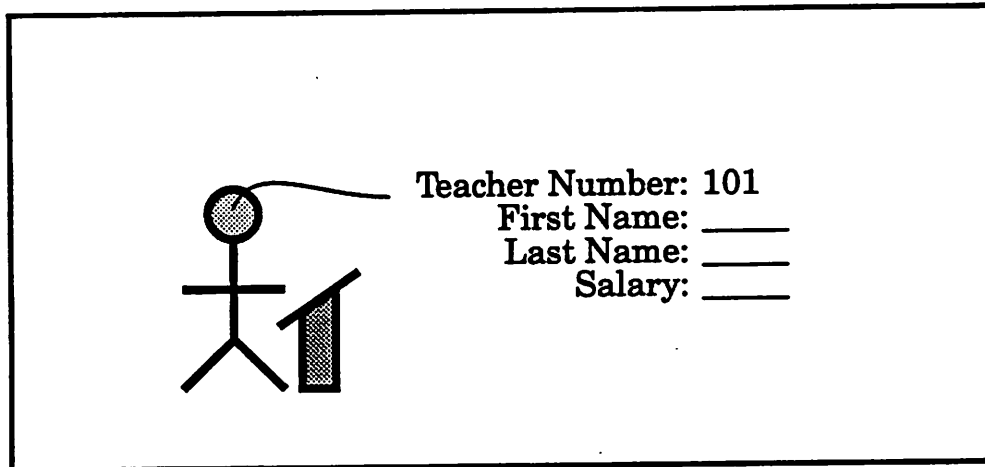 Teacher Number: 101
First Name: _____
Last Name: _____
Salary: _____